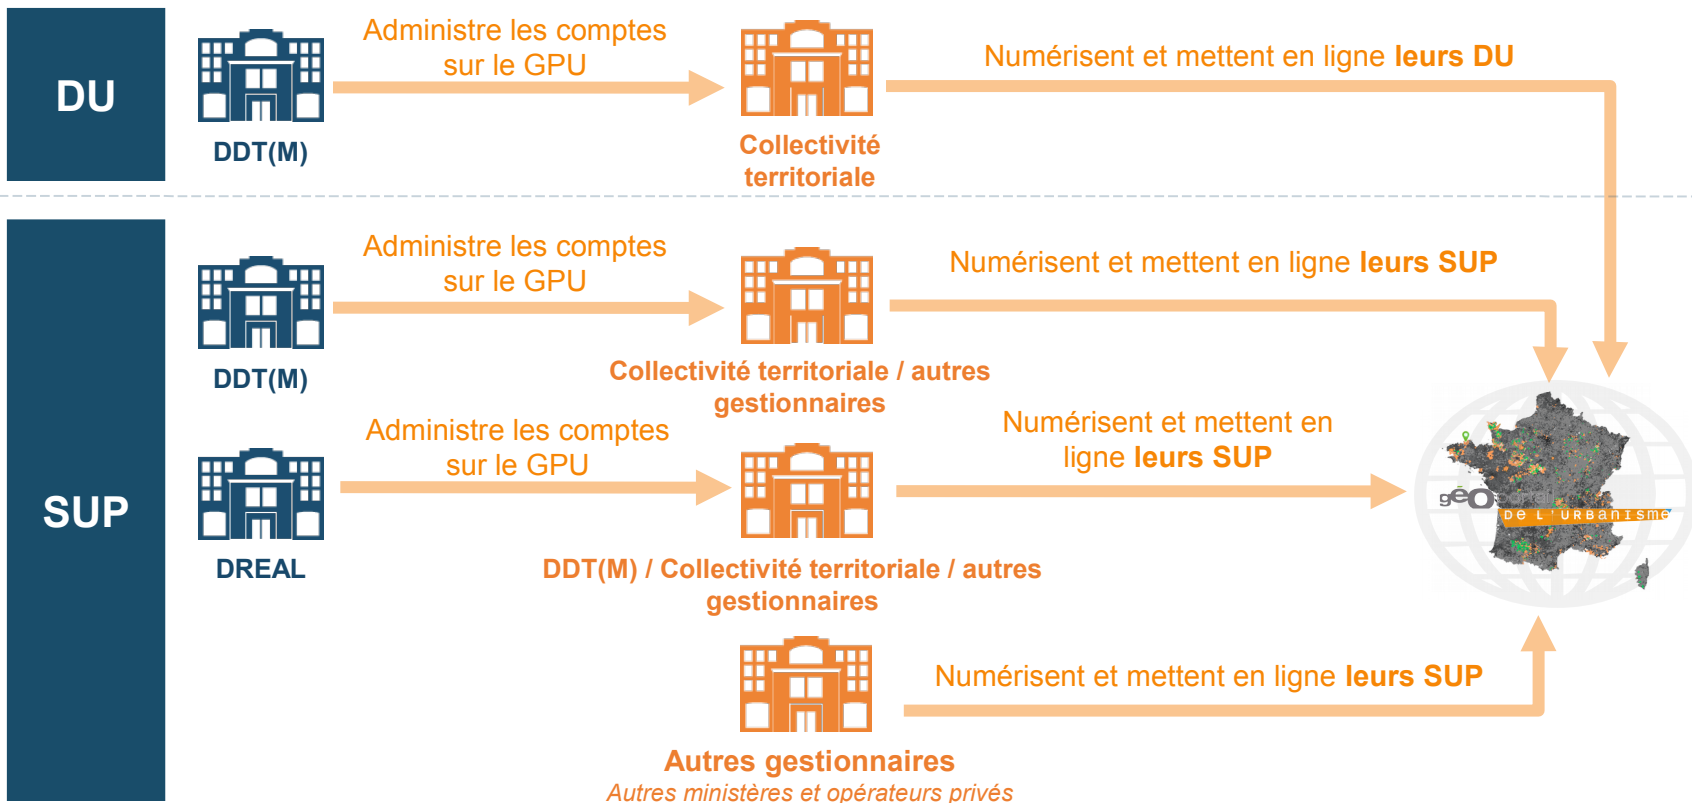 DU
Administre les comptes
sur le GPU
DDT(M)
Collectivité
territoriale
Numérisent et mettent en ligne leurs DU
SUP
Administre les comptes
sur le GPU
DDT(M)
Collectivité territoriale / autres
gestionnaires
Numérisent et mettent en ligne leurs SUP
Administre les comptes
sur le GPU
DREAL
DDT(M) / Collectivité territoriale / autres
gestionnaires
Numérisent et mettent en
ligne leurs SUP
Autres gestionnaires
Autres ministères et opérateurs privés
Numérisent et mettent en ligne leurs SUP
géoportail
De L'URBanisme